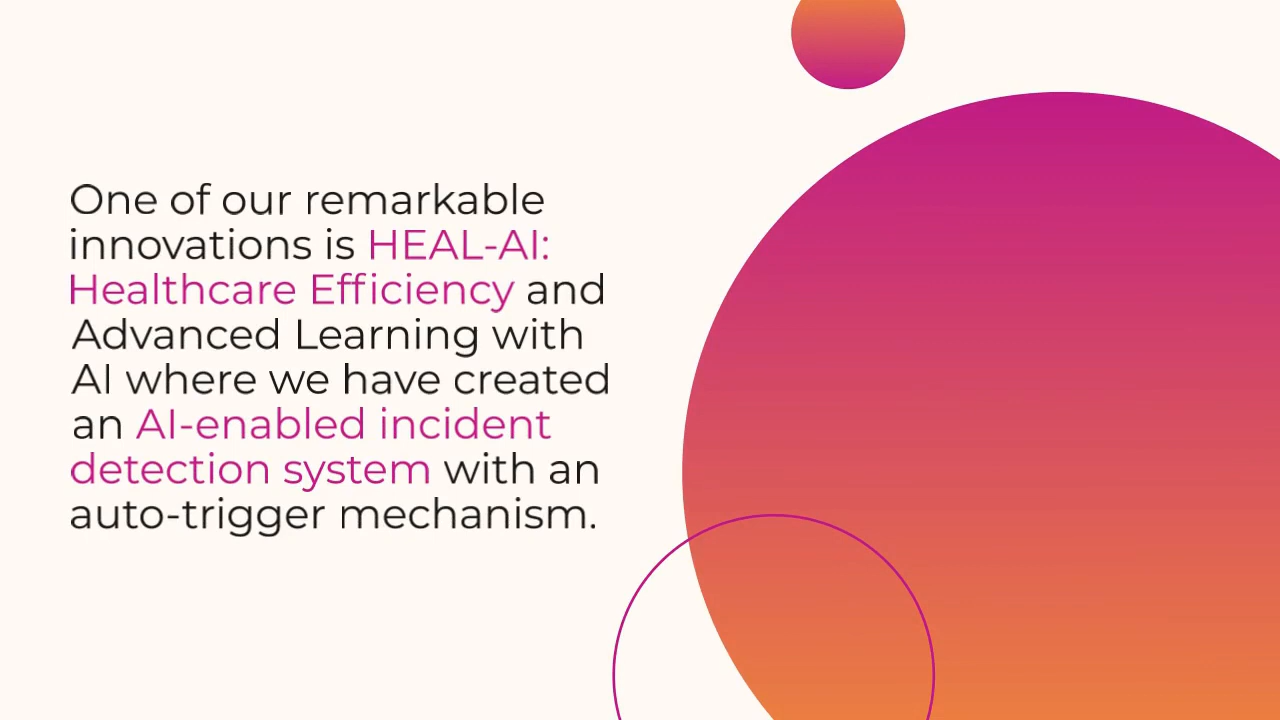 One of our remarkable
innovations is HEAL-AI:
Healthcare Efficiency and
Advanced Learning with
AI where we have created
an AI-enabled incident
detection system with an
auto-trigger mechanism.